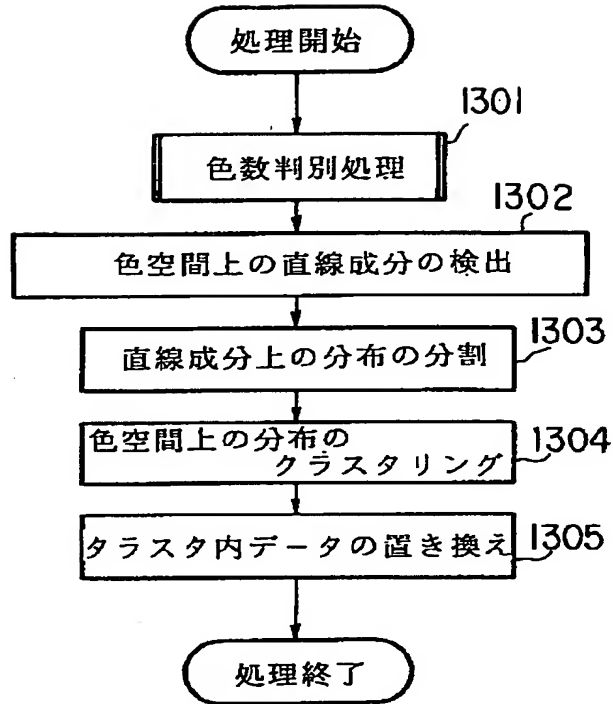 処理開始
1301
色数判別処理
1302
色空間上の直線成分の検出
1303
直線成分上の分布の分割
色空間上の分布の
クラスタリング
1304
タラスタ内データの置き換え
1305
処理終了